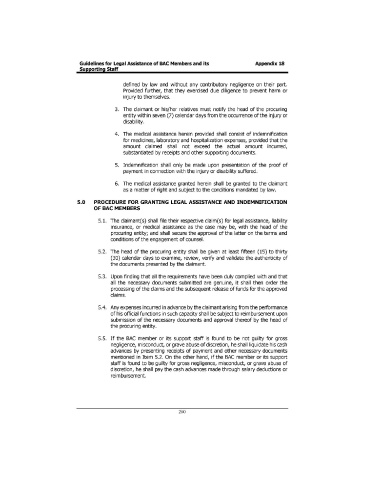 Guidelines for Legal Assistance of BAC Members and its Appendix 18
Supporting Staff
defined by law and without any contributory negligence on their part.
Provided further, that they exercised due diligence to prevent harm or
injury to themselves.
3. The claimant or his/her relatives must notify the head of the procuring
entity within seven (7) calendar days from the occurrence of the injury or
disability.
4. The medical assistance herein provided shall consist of indemnification
for medicines, laboratory and hospitalization expenses, provided that the
amount claimed shall not exceed the actual amount incurred,
substantiated by receipts and other supporting documents.
5. Indemnification shall only be made upon presentation of the proof of
payment in connection with the injury or disability suffered.
6. The medical assistance granted herein shall be granted to the claimant
as a matter of right and subject to the conditions mandated by law.
5.0 PROCEDURE FOR GRANTING LEGAL ASSISTANCE AND INDEMNIFICATION
OF BAC MEMBERS
5.1. The claimant(s) shall file their respective claim(s) for legal assistance, liability
insurance, or medical assistance as the case may be, with the head of the
procuring entity; and shall secure the approval of the latter on the terms and
conditions of the engagement of counsel.
5.2. The head of the procuring entity shall be given at least fifteen (15) to thirty
(30) calendar days to examine, review, verify and validate the authenticity of
the documents presented by the claimant.
5.3. Upon finding that all the requirements have been duly complied with and that
all the necessary documents submitted are genuine, it shall then order the
processing of the claims and the subsequent release of funds for the approved
claims.
5.4. Any expenses incurred in advance by the claimant arising from the performance
of his official functions in such capacity shall be subject to reimbursement upon
submission of the necessary documents and approval thereof by the head of
the procuring entity.
5.5. If the BAC member or its support staff is found to be not guilty for gross
negligence, misconduct, or grave abuse of discretion, he shall liquidate his cash
advances by presenting receipts of payment and other necessary documents
mentioned in Item 5.2. On the other hand, if the BAC member or its support
staff is found to be guilty for gross negligence, misconduct, or grave abuse of
discretion, he shall pay the cash advances made through salary deductions or
reimbursement.